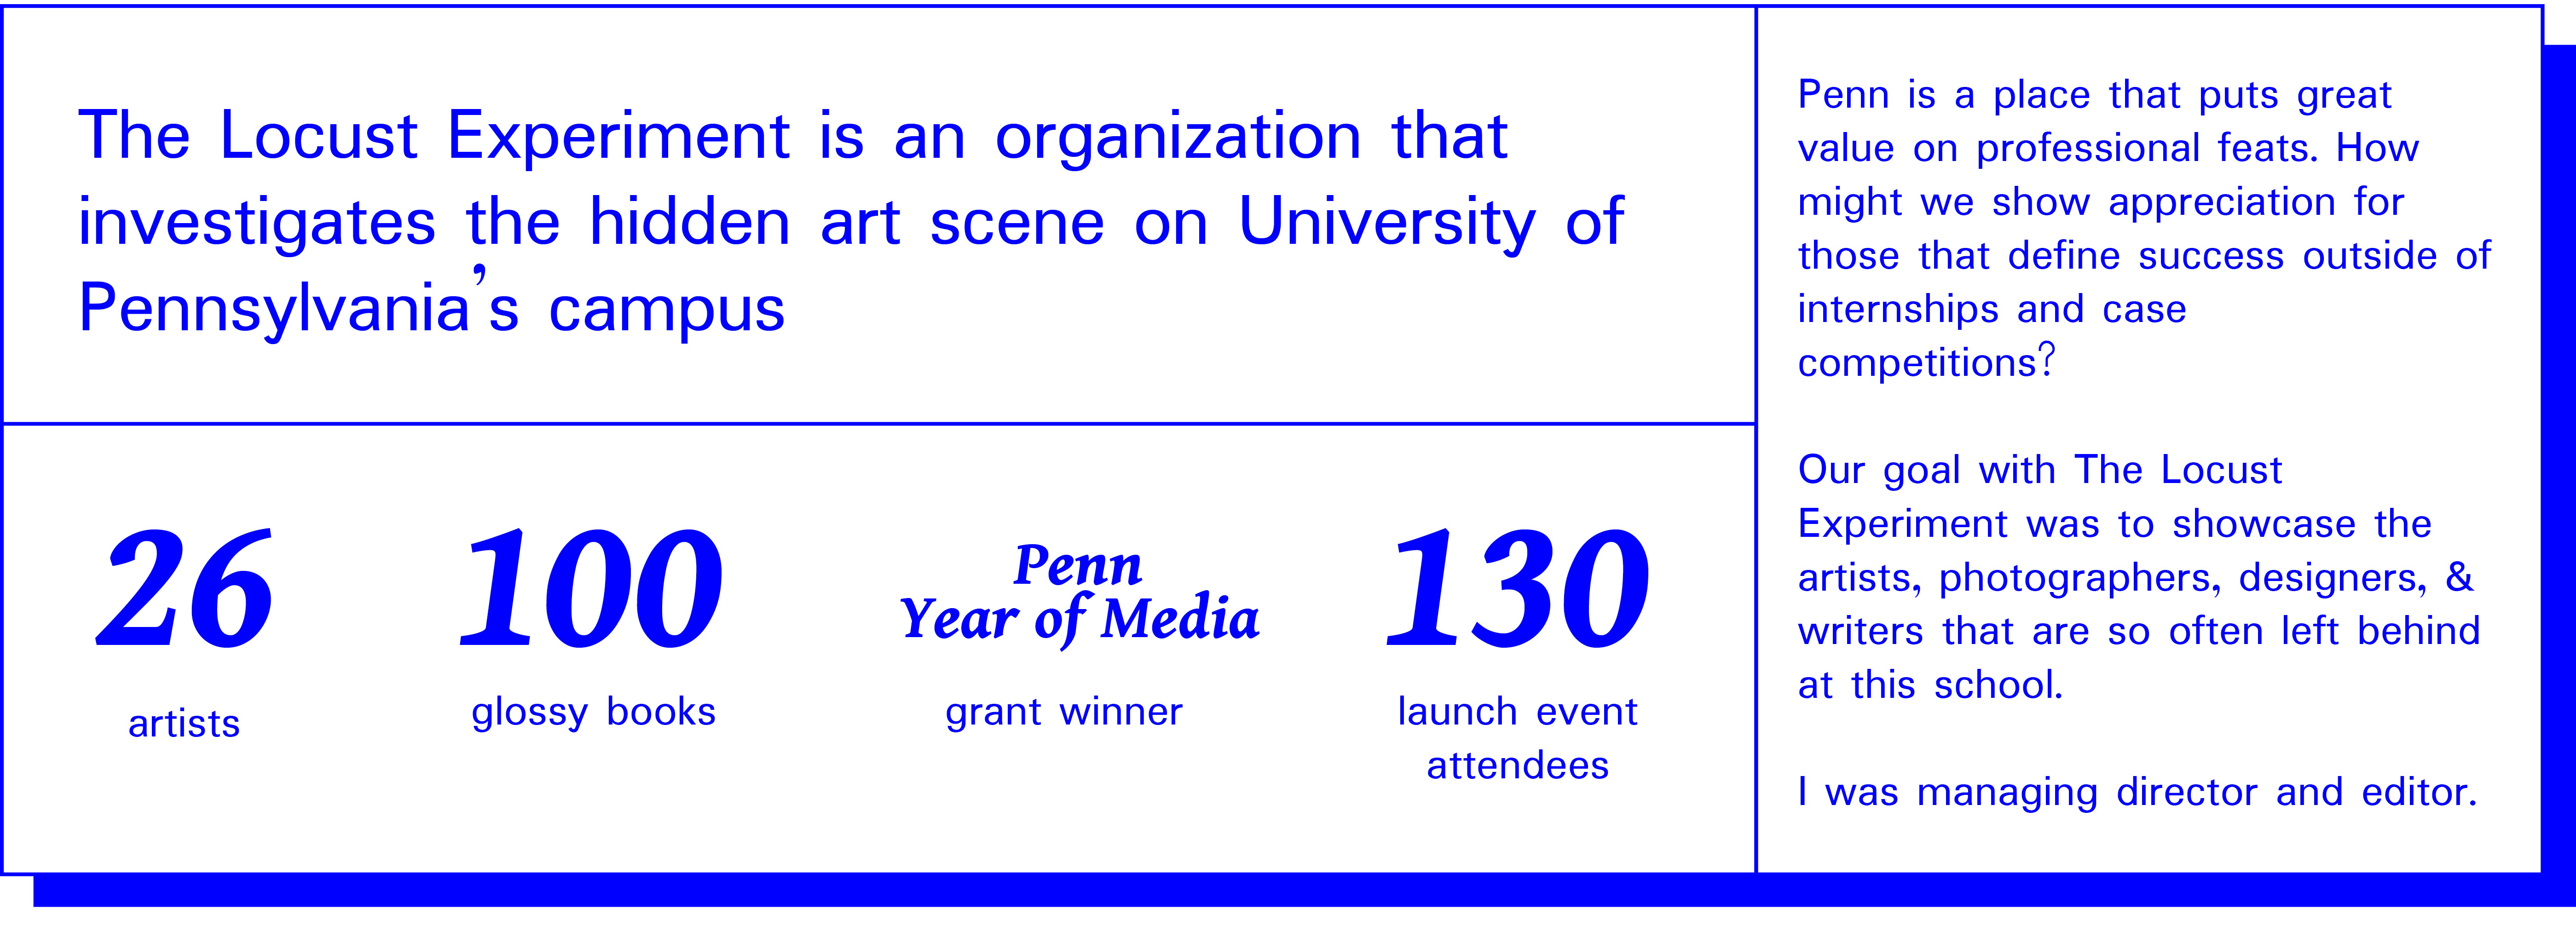 The Locust Experiment is an organization that
investigates the hidden art scene on University of
Pennsylvania’s campus
26
artists
100
glossy books
Penn
Year of Media
grant winner
130
launch event
attendees
Penn is a place that puts great
value on professional feats. How
might we show appreciation for
those that define success outside of
internships and case
competitions?
Our goal with The Locust
Experiment was to showcase the
artists, photographers, designers, &
writers that are so often left behind
at this school.
I was managing director and editor.